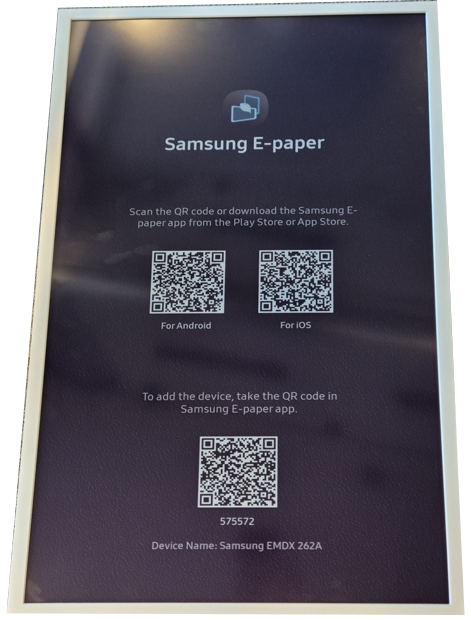 Samsung E-paper
Scan the QR code or download the Samsung E-
paper app from the Play Store or App Store.
For Android
For iOS
To add the device, take the QR code in
Samsung E-paper app.
575572
Device Name: Samsung EMDX 262A